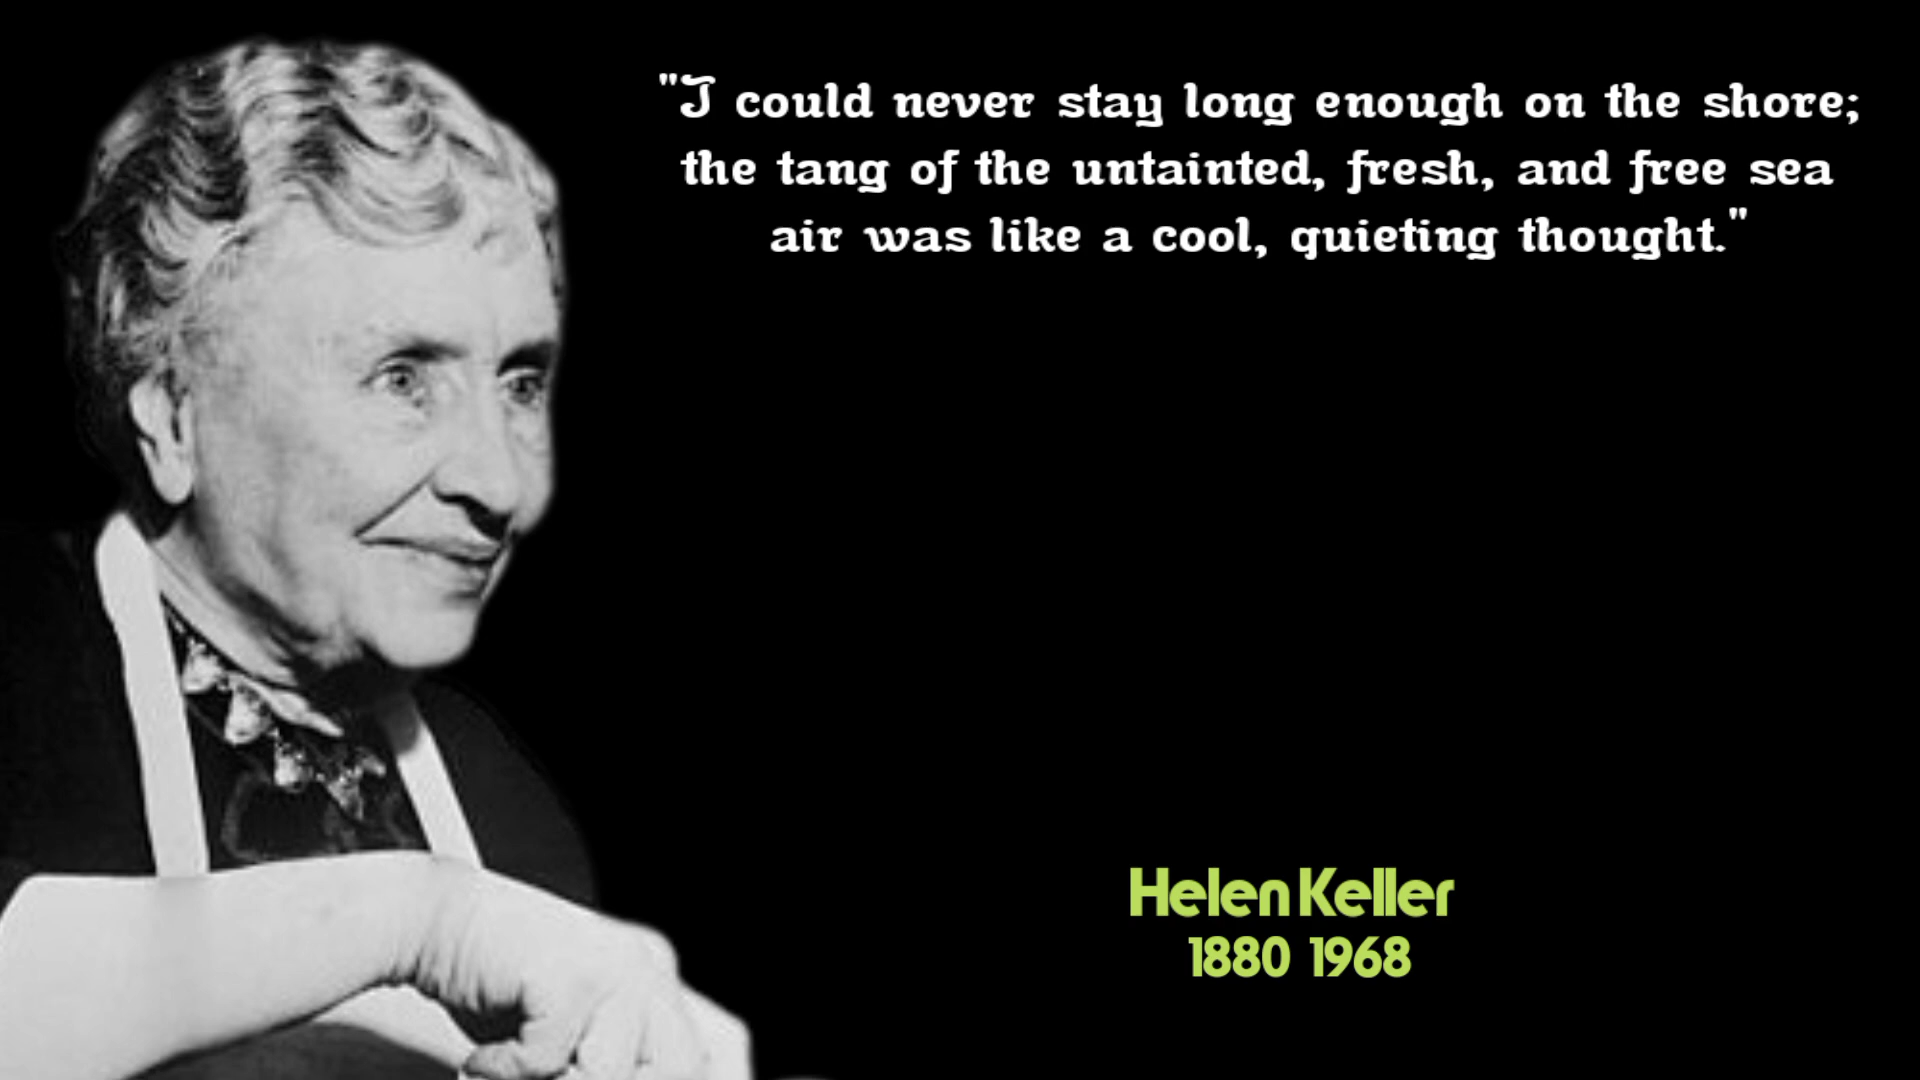 "I could never stay long enough on the shore;
the tang of the untainted, fresh, and free sea
air was like a cool, quieting thought."
Helen Keller
1880 1968